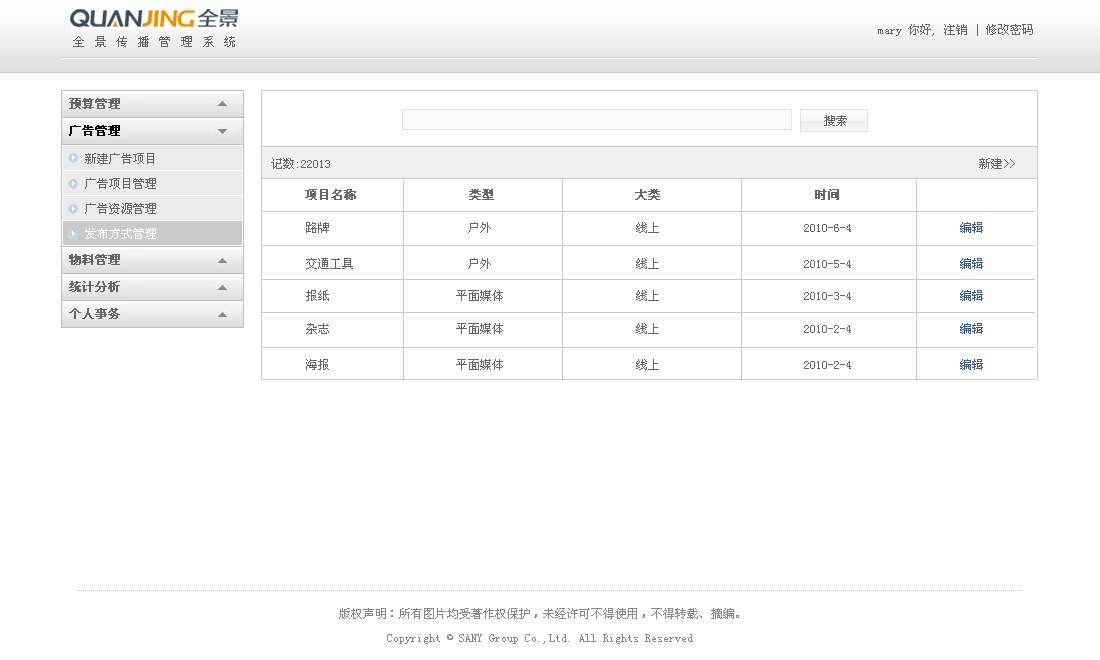 QUANJING全景
全景传播管理系统
mary 你好, 注销 | 修改密码
预算管理
广告管理
新建广告项目
广告项目管理
广告资源管理
发布方式管理
物料管理
统计分析
个人事务
搜索
记数:22013 新建>>
项目名称 类型 大类 时间
路牌 户外 线上 2010-6-4 编辑
交通工具 户外 线上 2010-5-4 编辑
报纸 平面媒体 线上 2010-3-4 编辑
杂志 平面媒体 线上 2010-2-4 编辑
海报 平面媒体 线上 2010-2-4 编辑
版权声明：所有图片均受著作权保护，未经许可不得使用，不得转载、摘编。
Copyright © SANY Group Co.,Ltd. All Rights Reserved